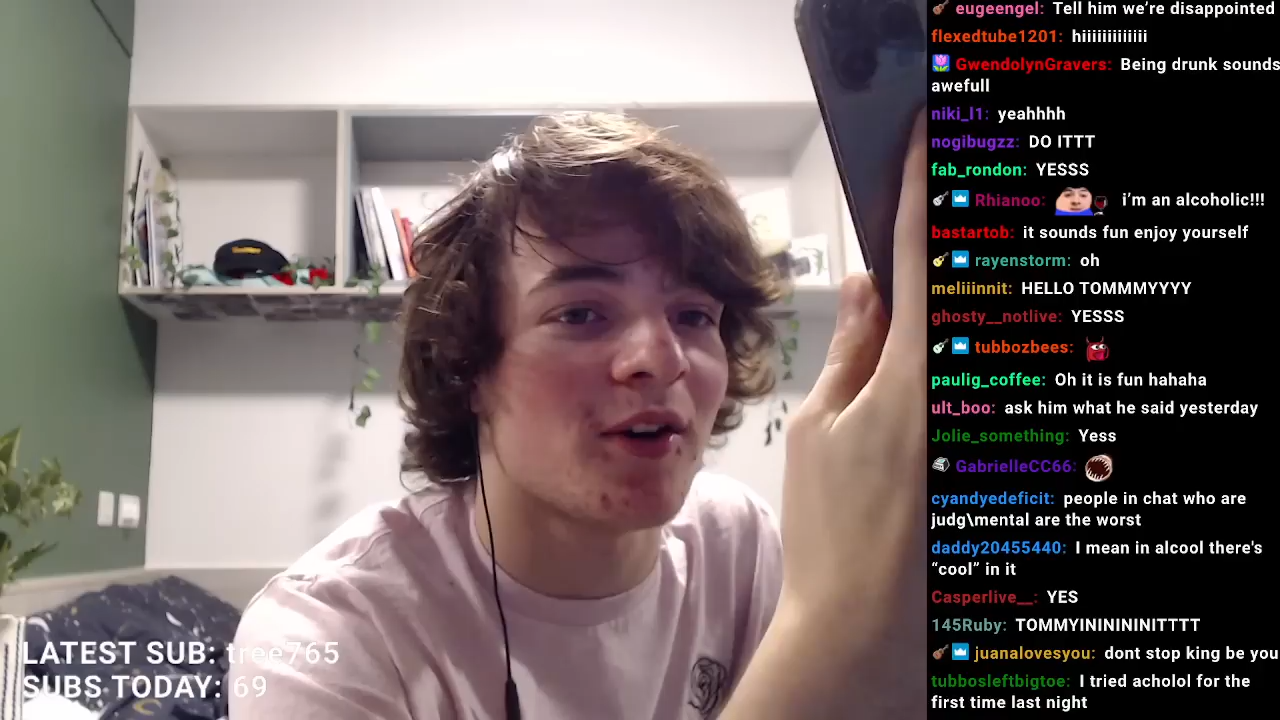 eugeengel: Tell him we're disappointed
flexedtube1201: hiiiiiiiiiiiii
GwendolynGravers: Being drunk sounds
awefull
niki_l1: yeahhhh
nogibugzz: DO ITTT
fab_rondon: YESSS
Rhianoo: i'm an alcoholic!!!
bastartob: it sounds fun enjoy yourself
rayenstorm: oh
meliiinnit: HELLO TOMMMYYYY
ghosty__notlive: YESSS
tubbozbees:
paulig_coffee: Oh it is fun hahaha
ult_boo: ask him what he said yesterday
Jolie_something: Yess
GabrielleCC66:
cyandyedeficit: people in chat who are
judg\mental are the worst
daddy20455440: I mean in alcool there's
“cool” in it
Casperlive__: YES
145Ruby: TOMMYINININITTTT
juanalovesyou: dont stop king be you
tubbosleftbigtoe: I tried acholol for the
first time last night
LATEST SUB: tree765
SUBS TODAY: 69